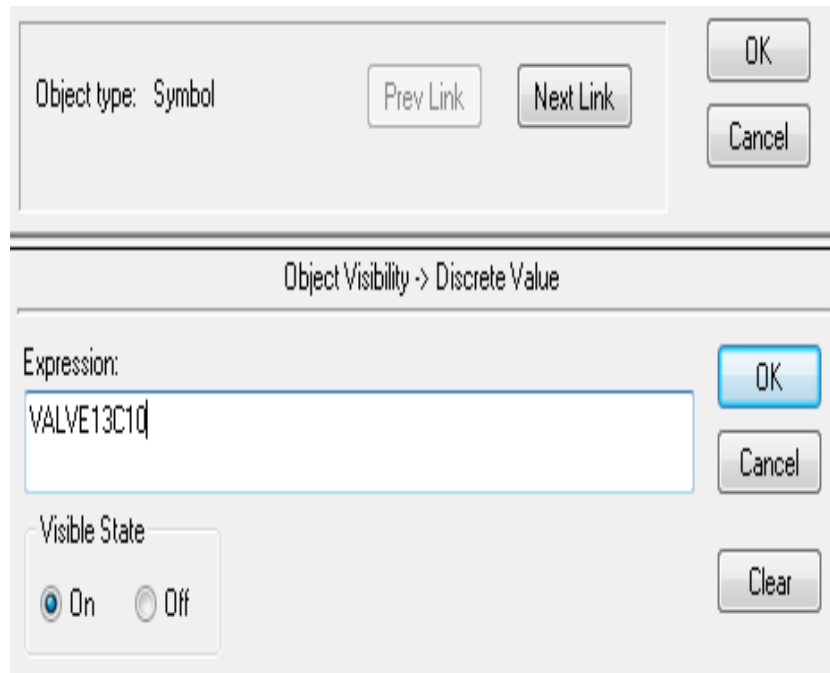 Object type: Symbol
Prev Link
Next Link
OK
Cancel
Object Visibility -> Discrete Value
Expression:
VALVE13C10
OK
Cancel
Visible State
On
Off
Clear